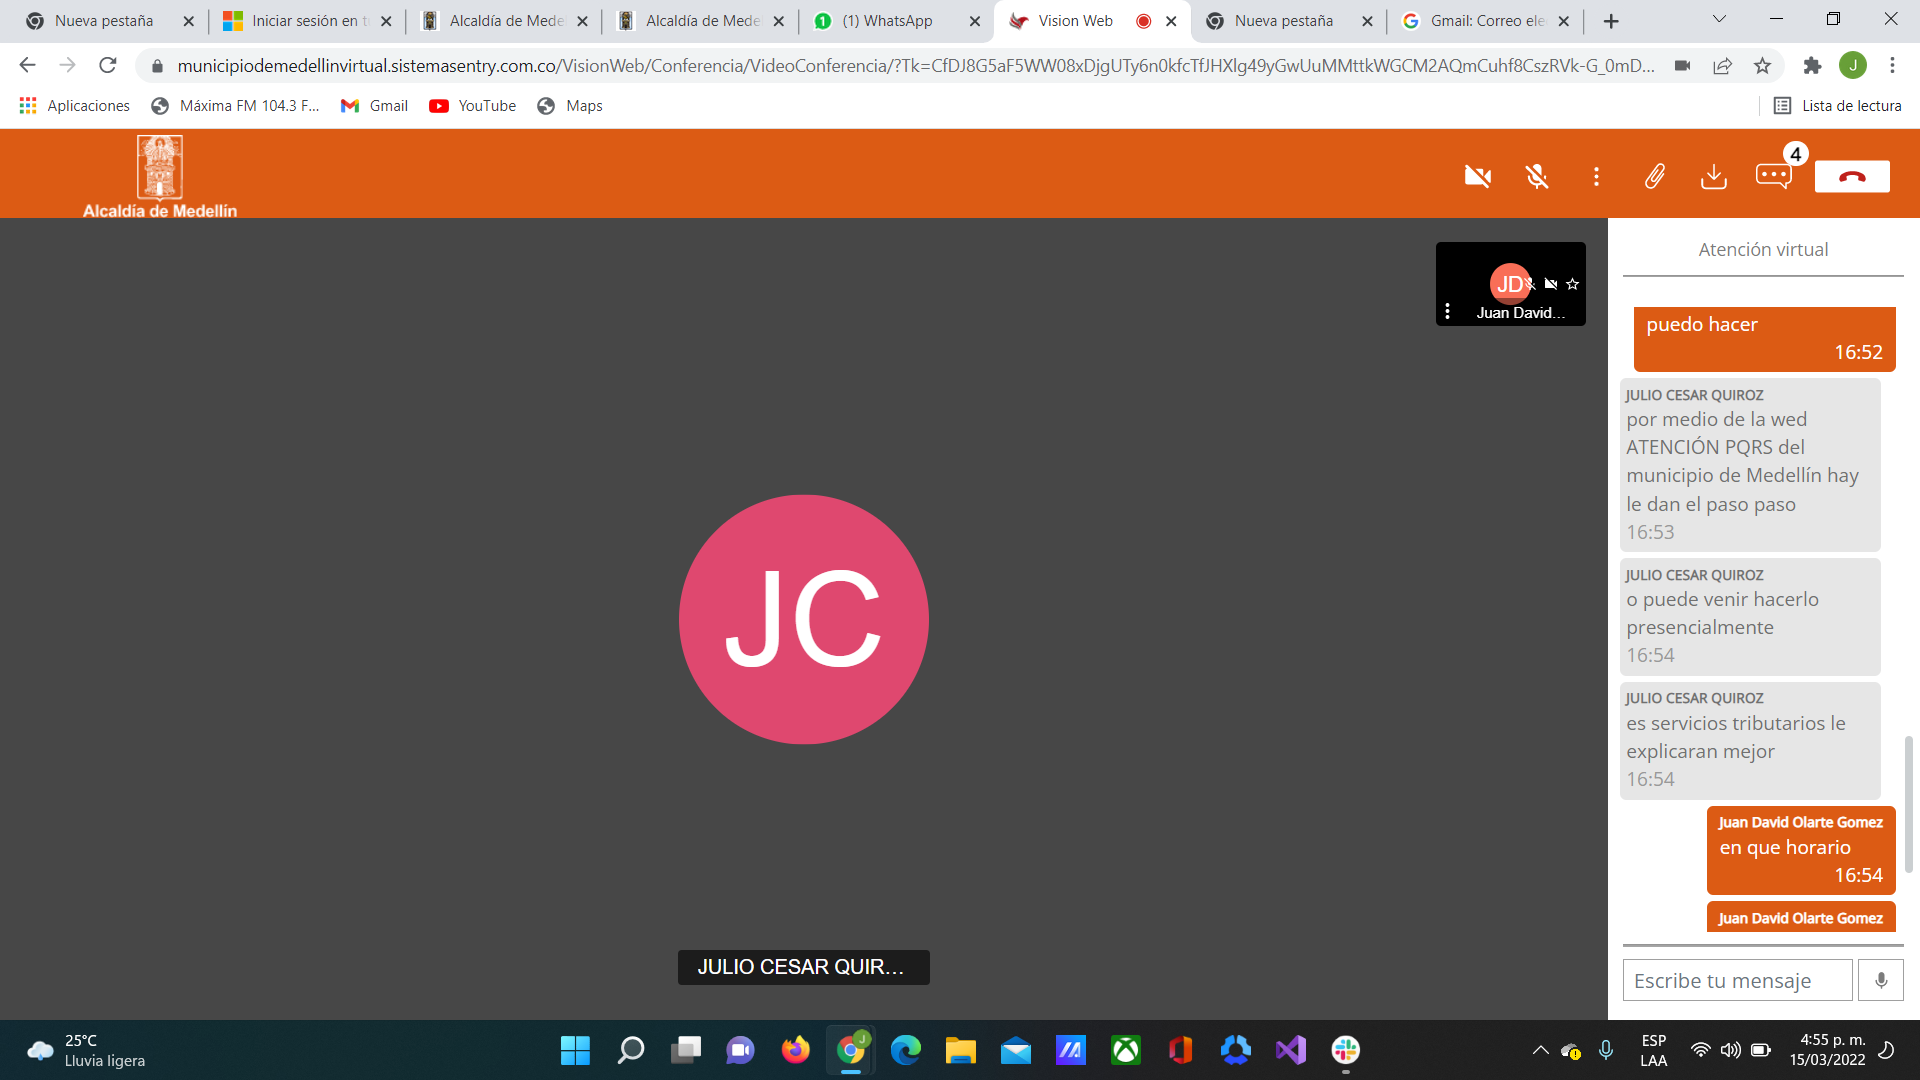 Nueva pestaña
Iniciar sesión en t
Alcaldía de Mede
Alcaldía de Mede
(1) WhatsApp
Vision Web
Nueva pestaña
Gmail: Correo ele
municipiodemedellinvirtual.sistemasentry.com.co/VisionWeb/Conferencia/VideoConferencia/?Tk=CfDJ8G5aF5WW08xDjgUTy6n0kfcTfJHXlg49yGwUuMMttkWGCM2AQmCuhf8CszRVk-G_0mD...
J
Aplicaciones
Máxima FM 104.3 F...
Gmail
YouTube
Maps
Lista de lectura
Alcaldía de Medellín
4
JD
Juan David...
JC
JULIO CESAR QUIR...
Atención virtual
puedo hacer
16:52
JULIO CESAR QUIROZ
por medio de la wed
ATENCIÓN PQRS del
municipio de Medellín hay
le dan el paso paso
16:53
JULIO CESAR QUIROZ
o puede venir hacerlo
presencialmente
16:54
JULIO CESAR QUIROZ
es servicios tributarios le
explicaran mejor
16:54
Juan David Olarte Gomez
en que horario
16:54
Juan David Olarte Gomez
Escribe tu mensaje
25°C
Lluvia ligera
J
ESP
LAA
4:55 p. m.
15/03/2022